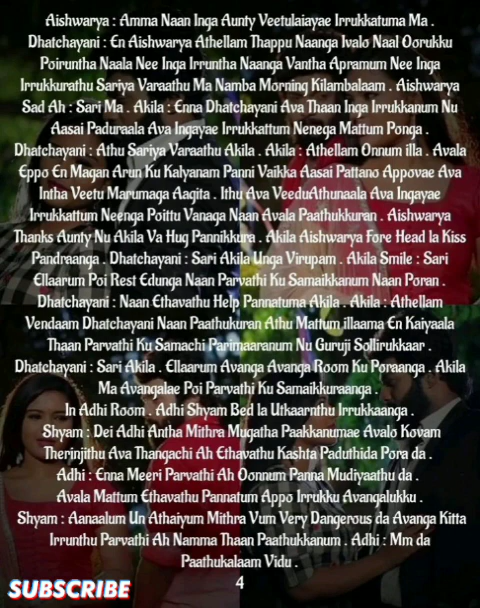 Aishwarya : Amma Naan Inga Aunty Veetulaiayae Irrukkatuma Ma .
Dhatchayani : En Aishwarya Athellam Thappu Naanga Ivalo Naal Oorukku
Poiruntha Naala Nee Inga Irruntha Naanga Vantha Apramum Nee Inga
Irrukkurathu Sariya Varaathu Ma Namba Morning Kilambalaam . Aishwarya
Sad Ah : Sari Ma . Akila : Enna Dhatchayani Ava Thaan Inga Irrukkanum Nu
Aasai Paduraala Ava Ingayae Irrukkattum Nenega Mattum Ponga .
Dhatchayani : Athu Sariya Varaathu Akila . Akila : Athellam Onnum illa . Avala
Eppo En Magan Arun Ku Kalyanam Panni Vaikka Aasai Pattano Appovae Ava
Intha Veetu Marumaga Aagita . Ithu Ava VeeduAthunaala Ava Ingayae
Irrukkattum Neenga Poittu Vanaga Naan Avala Paathukkuran . Aishwarya
Thanks Aunty Nu Akila Va Hug Pannikkura . Akila Aishwarya Fore Head la Kiss
Pandraanga . Dhatchayani : Sari Akila Unga Virupam . Akila Smile : Sari
Ellaarum Poi Rest Edunga Naan Parvathi Ku Samaikkanum Naan Poran .
Dhatchayani : Naan Ethavathu Help Pannatuma Akila . Akila : Athellam
Vendaam Dhatchayani Naan Paathukuran Athu Mattum illaama En Kaiyaala
Thaan Parvathi Ku Samachi Parimaaranum Nu Guruji Sollirukkaar .
Dhatchayani : Sari Akila . Ellaarum Avanga Avanga Room Ku Poraanga . Akila
Ma Avangalae Poi Parvathi Ku Samaikkuraanga .
In Adhi Room . Adhi Shyam Bed la Utkaarnthu Irrukkaanga .
Shyam : Dei Adhi Antha Mithra Mugatha Paakkanumae Avalo Kovam
Therinjithu Ava Thangachi Ah Ethavathu Kashta Paduthida Pora da .
Adhi : Enna Meeri Parvathi Ah Oonnum Panna Mudiyaathu da .
Avala Mattum Ethavathu Pannatum Appo Irrukku Avangalukku .
Shyam : Aanaalum Un Athaiyum Mithra Vum Very Dangerous da Avanga Kitta
Irrunthu Parvathi Ah Namma Thaan Paathukkanum . Adhi : Mm da
Paathukalaam Vidu .
SUBSCRIBE
4